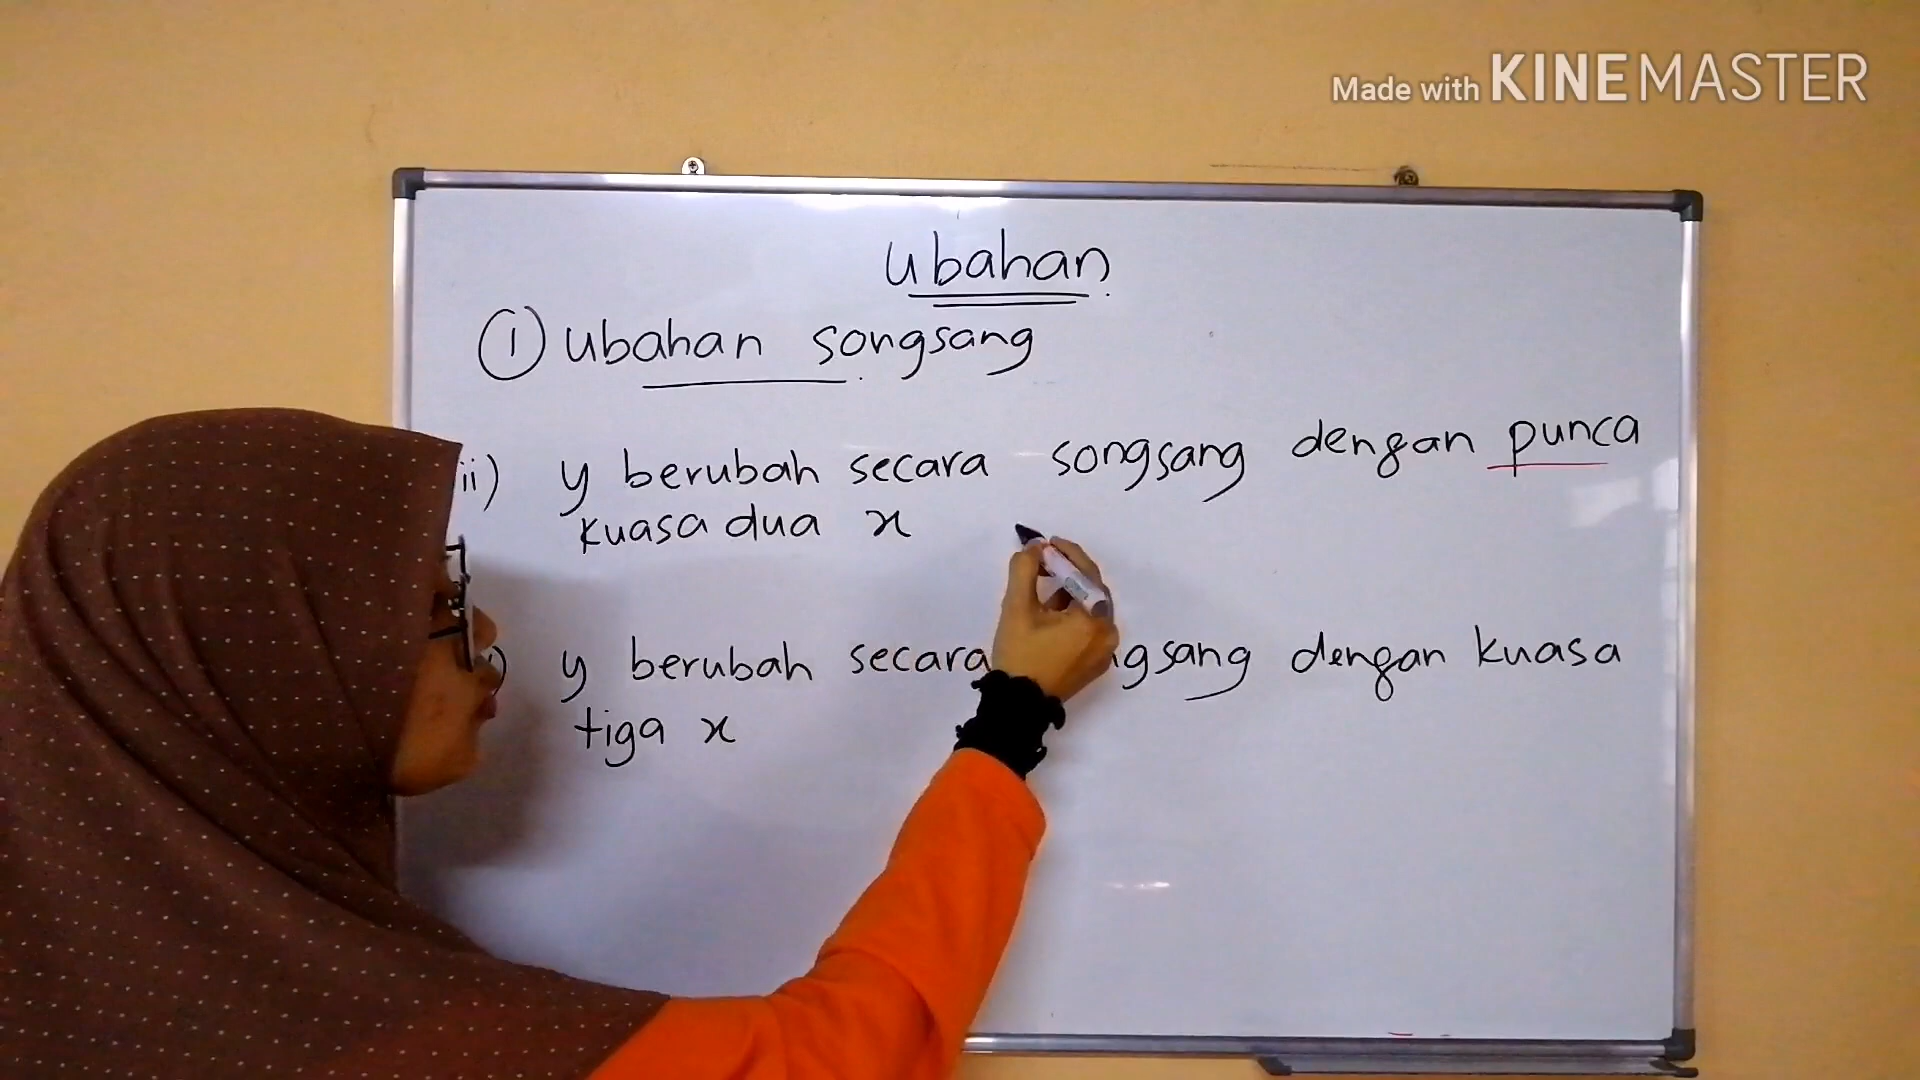 Made with KINEMASTER
Ubahan
① Ubahan songsang
ii) y berubah secara songsang dengan punca
kuasa dua x
y berubah secara dengan kuasa
tiga x